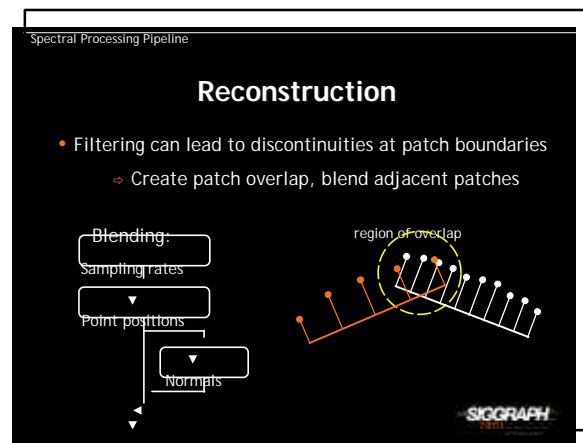 Spectral Processing Pipeline
Reconstruction
• Filtering can lead to discontinuities at patch boundaries
⇨ Create patch overlap, blend adjacent patches
Blending:
Sampling rates
Point positions
Normals
region of overlap
SIGGRAPH